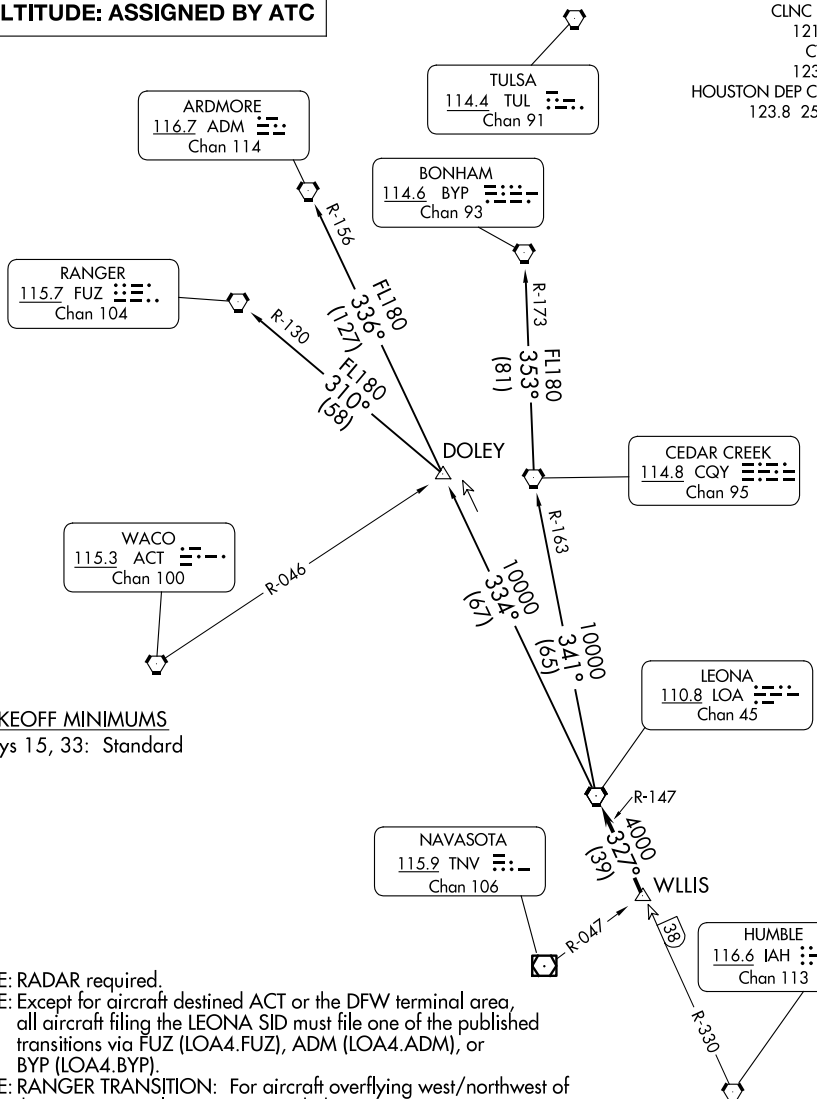 LTITUDE: ASSIGNED BY ATC
CLNC
121
C
123
HOUSTON DEP C
123.8 25
TULSA
114.4 TUL
Chan 91
ARDMORE
116.7 ADM
Chan 114
BONHAM
114.6 BYP
Chan 93
RANGER
115.7 FUZ
Chan 104
R-156
FL180
336°
(127)
R-130
FL180
310°
(58)
R-173
FL180
353°
(81)
DOLEY
CEDAR CREEK
114.8 CQY
Chan 95
R-163
WACO
115.3 ACT
Chan 100
R-046
10000
334°
(67)
10000
341°
(65)
LEONA
110.8 LOA
Chan 45
KEOFF MINIMUMS
ys 15, 33: Standard
R-147
4000
327°
(39)
NAVASOTA
115.9 TNV
Chan 106
WLLIS
R-047
38
HUMBLE
116.6 IAH
Chan 113
R-330
E: RADAR required.
E: Except for aircraft destined ACT or the DFW terminal area,
all aircraft filing the LEONA SID must file one of the published
transitions via FUZ (LOA4.FUZ), ADM (LOA4.ADM), or
BYP (LOA4.BYP).
E: RANGER TRANSITION: For aircraft overflying west/northwest of